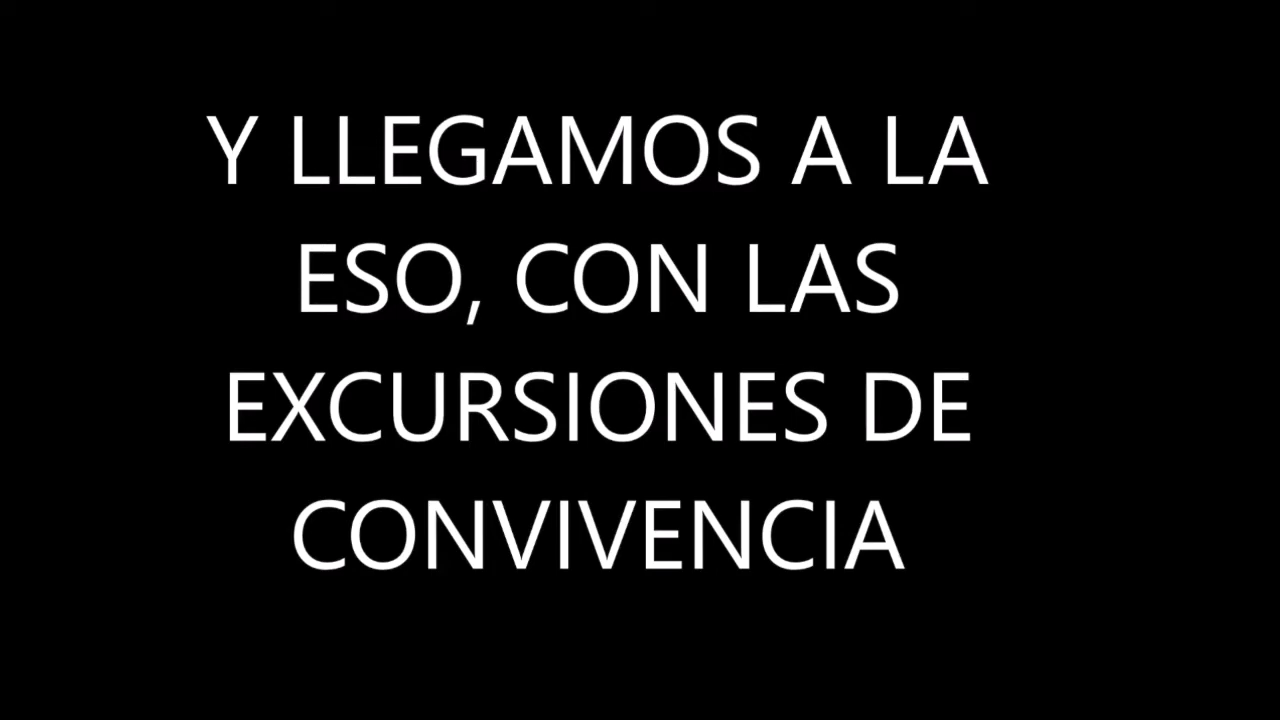 Y LLEGAMOS A LA
ESO, CON LAS
EXCURSIONES DE
CONVIVENCIA